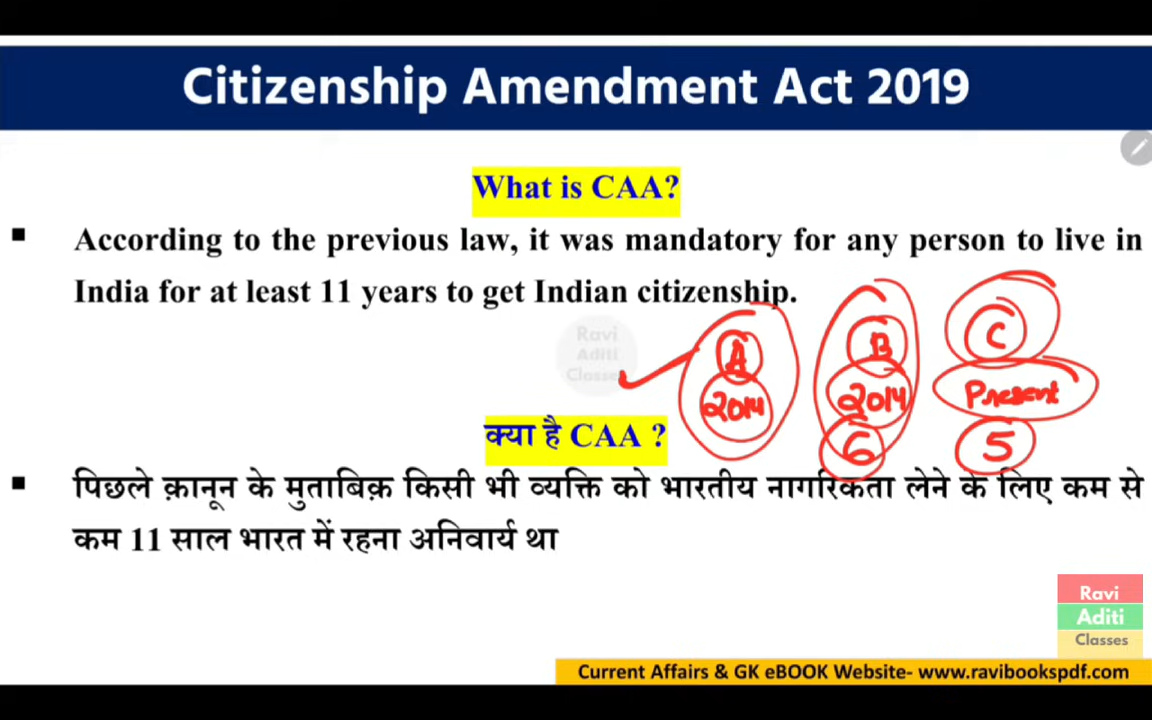 Citizenship Amendment Act 2019
What is CAA?
▪ According to the previous law, it was mandatory for any person to live in
India for at least 11 years to get Indian citizenship.
Ravi
Aditi
Classes
A B C
2014 2014 Present
6 5
क्या है CAA ?
▪ पिछले क़ानून के मुताबिक़ किसी भी व्यक्ति को भारतीय नागरिकता लेने के लिए कम से
कम 11 साल भारत में रहना अनिवार्य था
Ravi
Aditi
Classes
Current Affairs & GK eBOOK Website- www.ravibookspdf.com